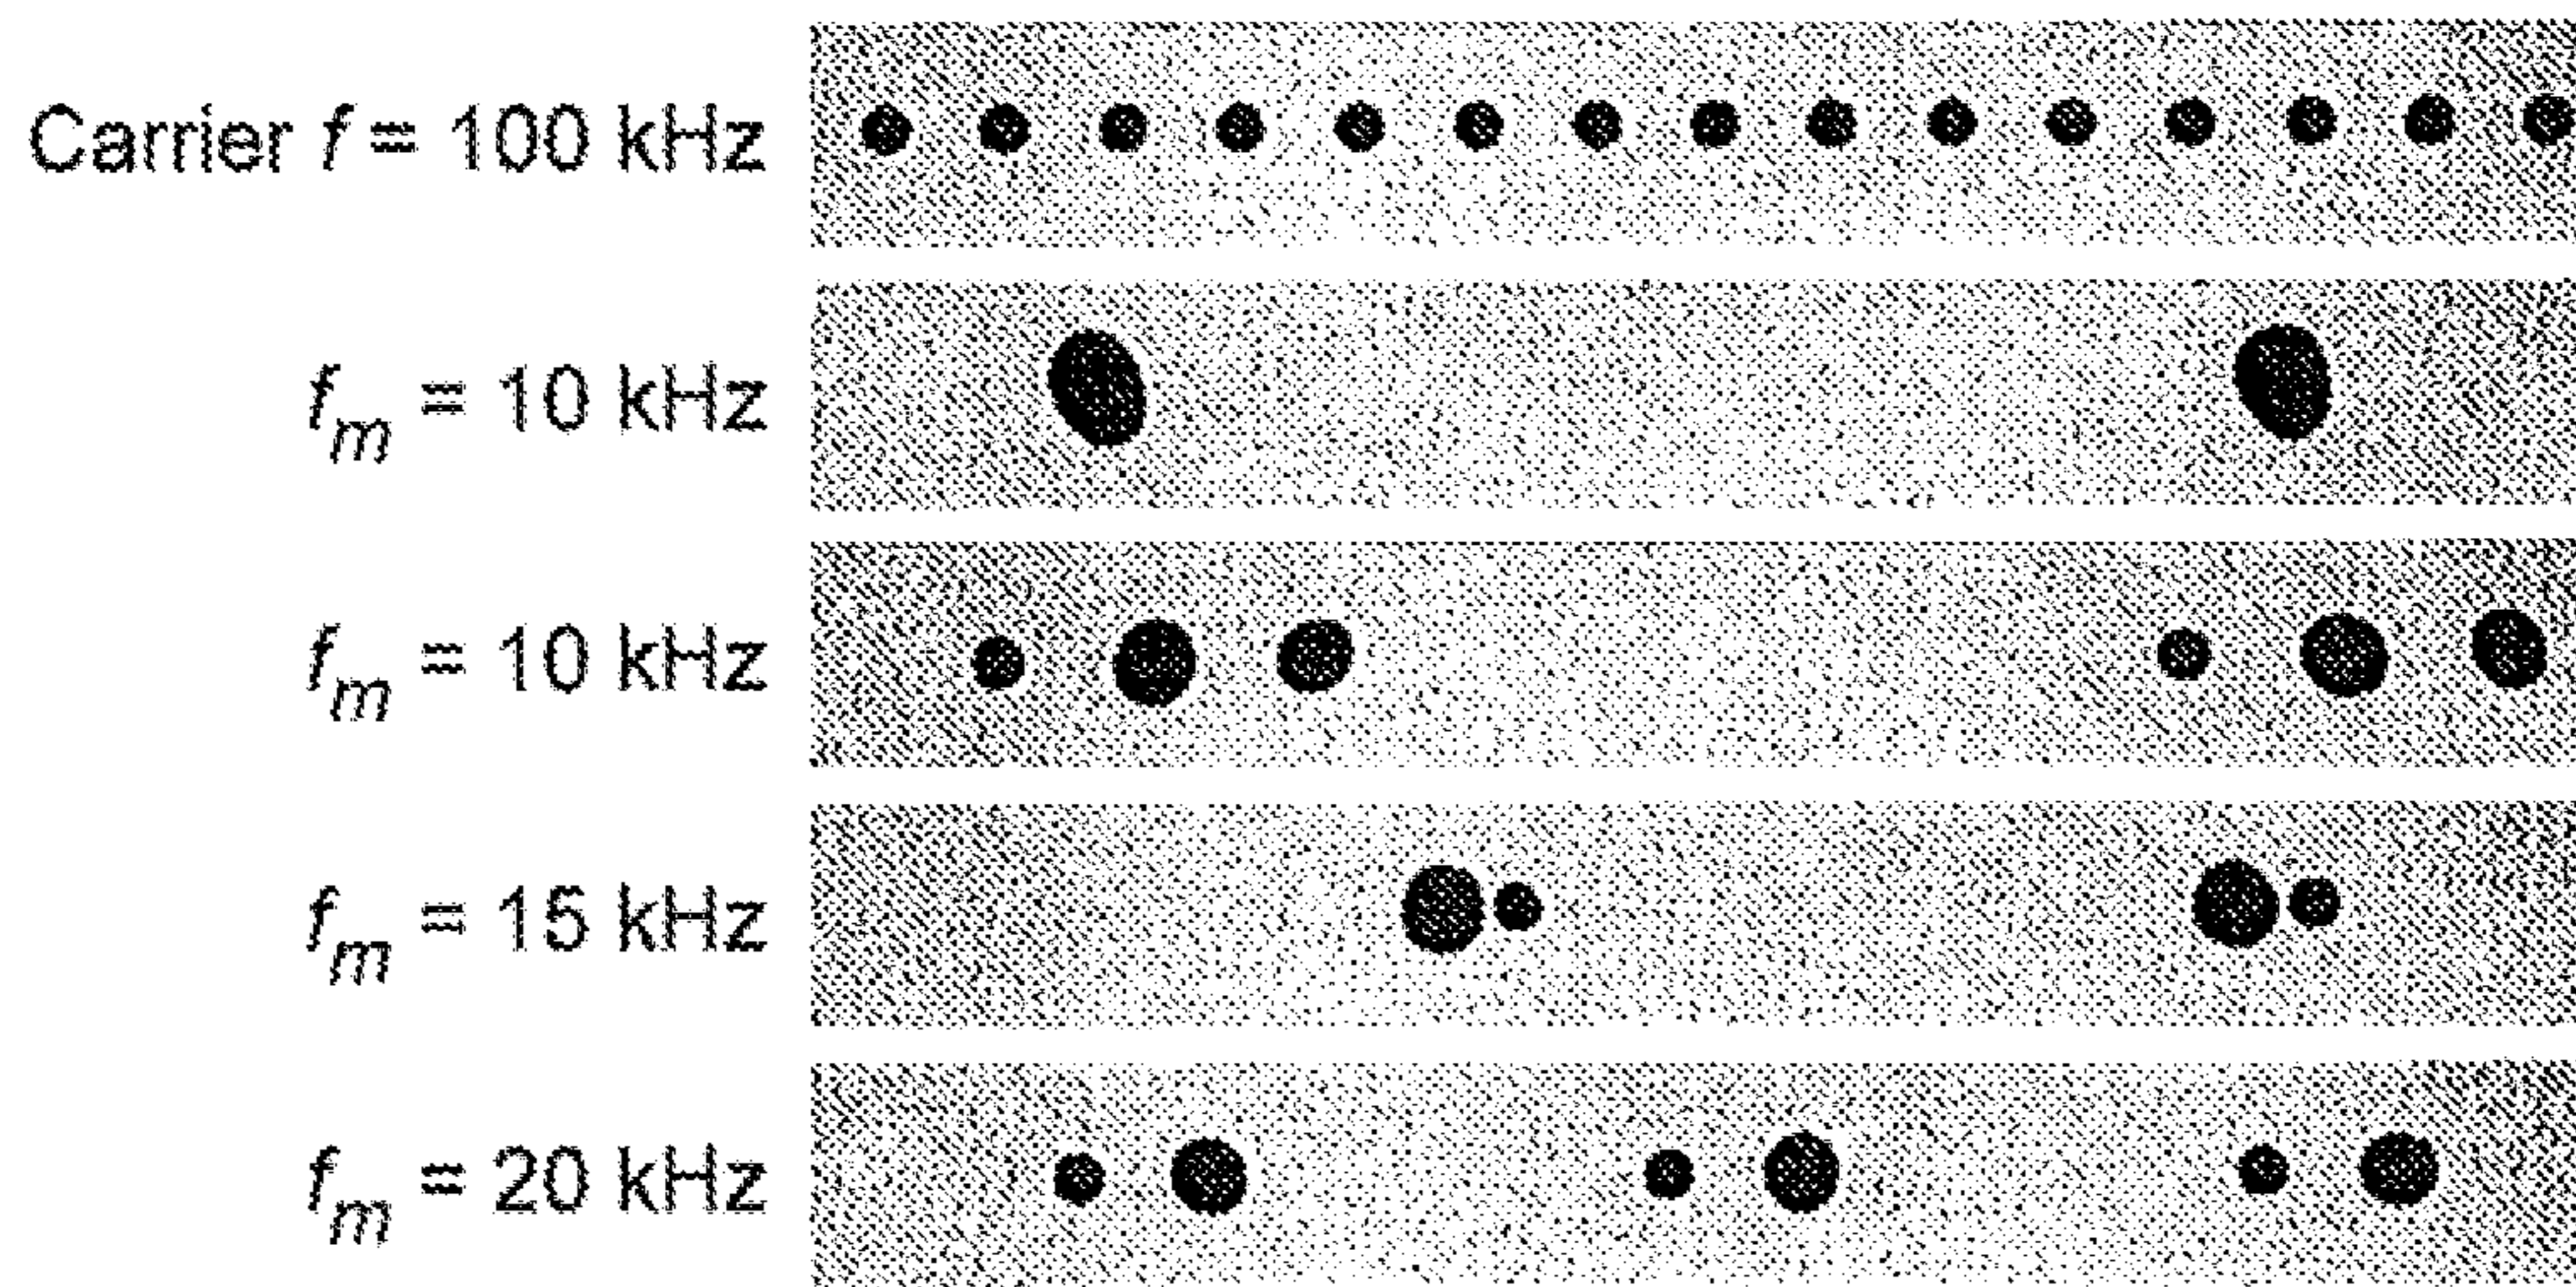 Carrier f = 100 kHz
fm = 10 kHz
fm = 10 kHz
fm = 15 kHz
fm = 20 kHz